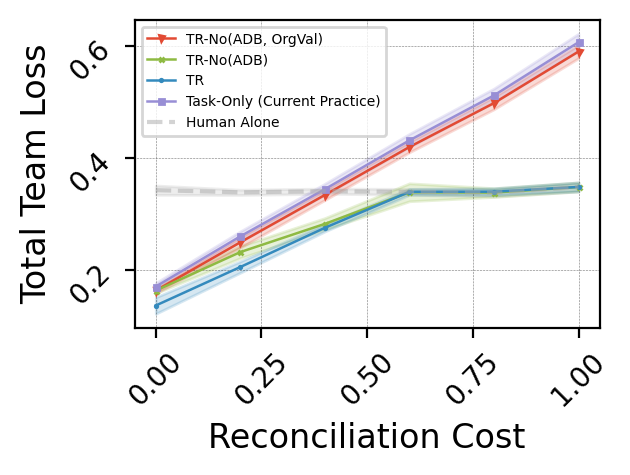 TR-No(ADB, OrgVal)
TR-No(ADB)
TR
Task-Only (Current Practice)
Human Alone
Total Team Loss
0.6
0.4
0.2
0.00
0.25
0.50
0.75
1.00
Reconciliation Cost